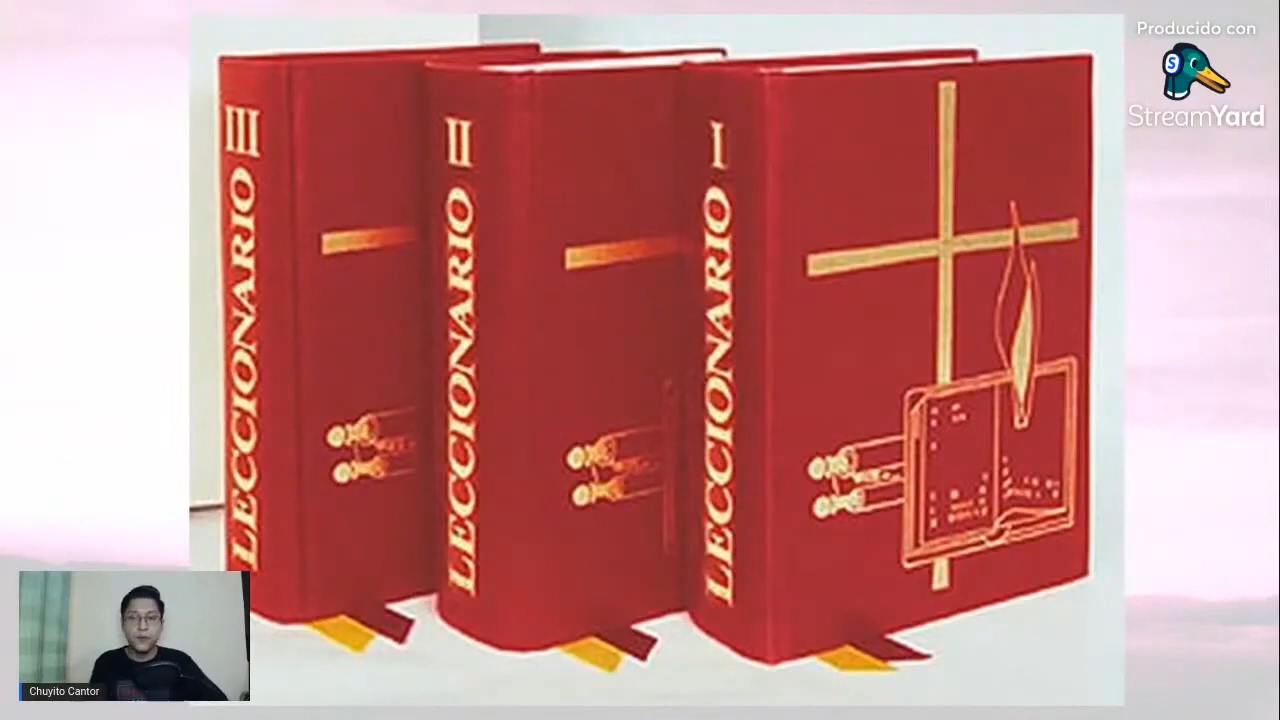 Producido con
StreamYard
LECCIONARIO III
LECCIONARIO II
LECCIONARIO I
Chuyito Cantor